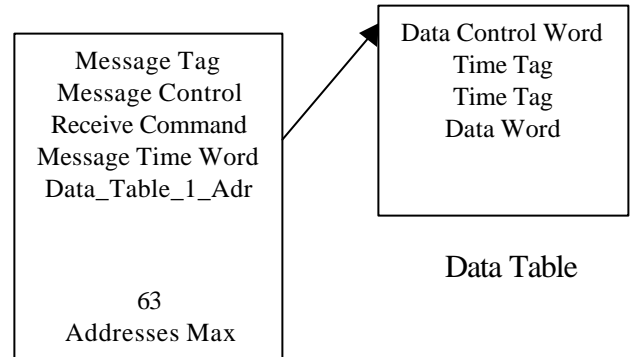 Message Tag
Message Control
Receive Command
Message Time Word
Data_Table_1_Adr
63
Addresses Max
Data Control Word
Time Tag
Time Tag
Data Word
Data Table